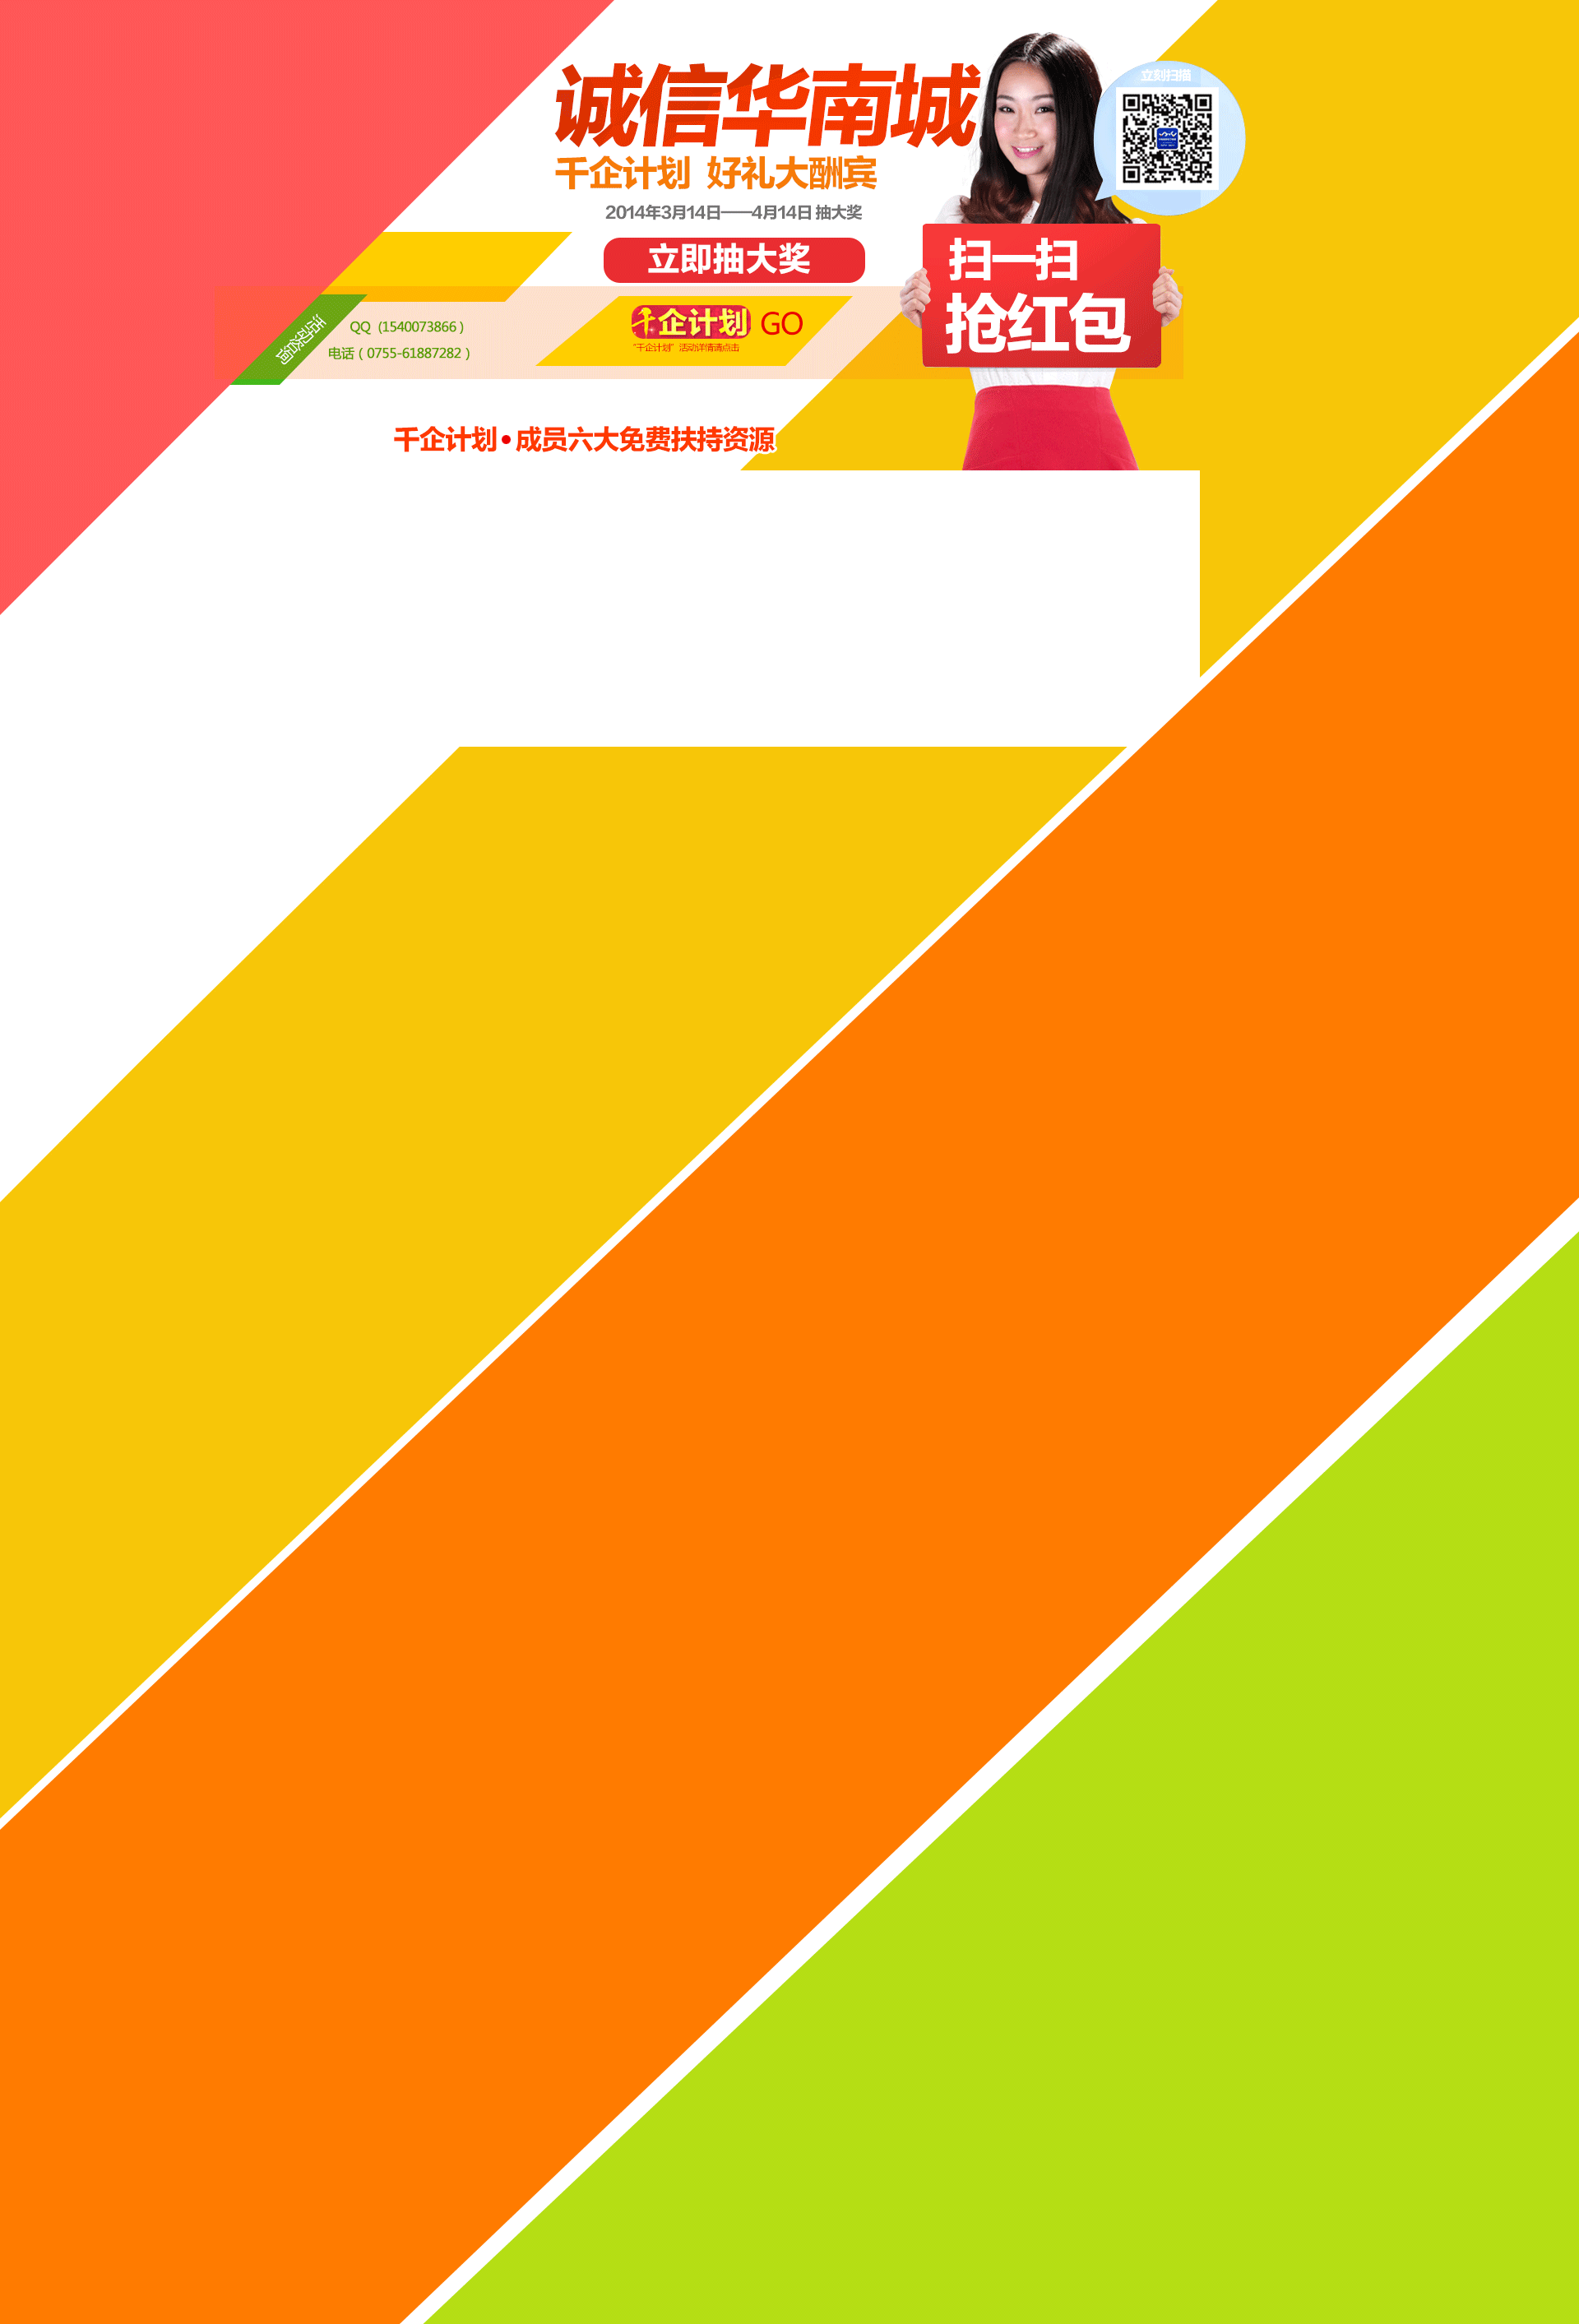 诚信华南城
立刻扫描
千企计划 好礼大酬宾
2014年3月14日——4月14日 抽大奖
立即抽大奖
扫一扫
抢红包
活动咨询
QQ (1540073866)
电话(0755-61887282)
千企计划 GO
"千企计划" 活动详情请点击
千企计划•成员六大免费扶持资源